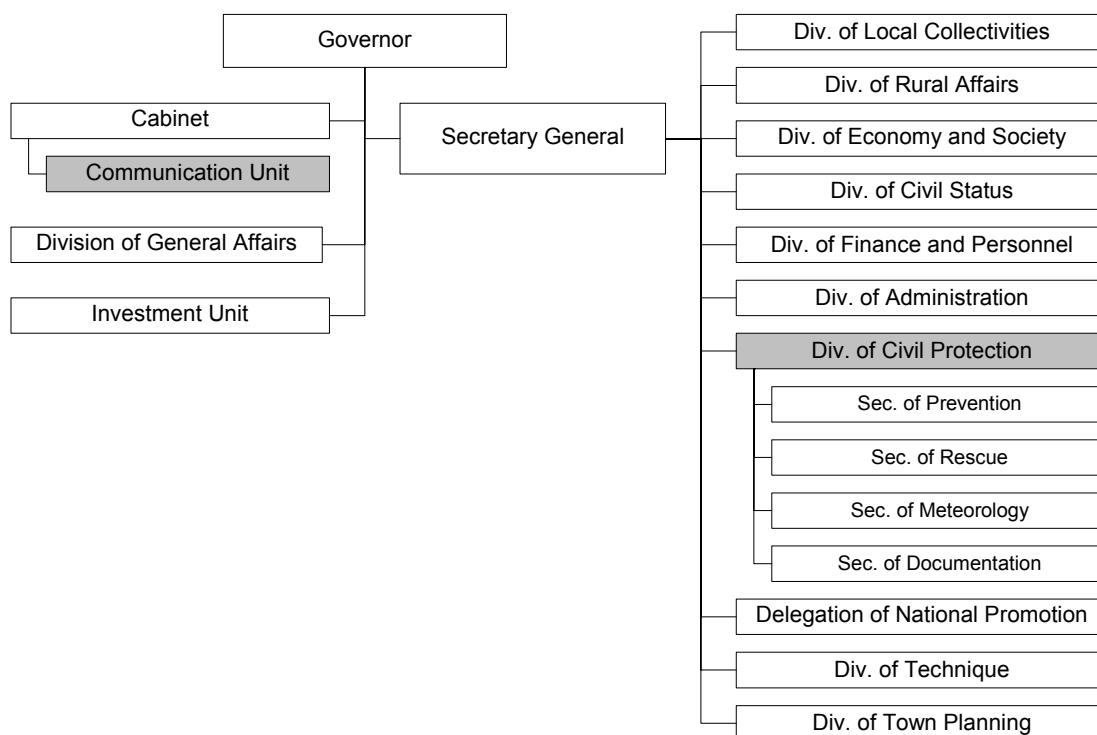 Governor
Cabinet
Communication Unit
Division of General Affairs
Investment Unit
Secretary General
Div. of Local Collectivities
Div. of Rural Affairs
Div. of Economy and Society
Div. of Civil Status
Div. of Finance and Personnel
Div. of Administration
Div. of Civil Protection
Sec. of Prevention
Sec. of Rescue
Sec. of Meteorology
Sec. of Documentation
Delegation of National Promotion
Div. of Technique
Div. of Town Planning